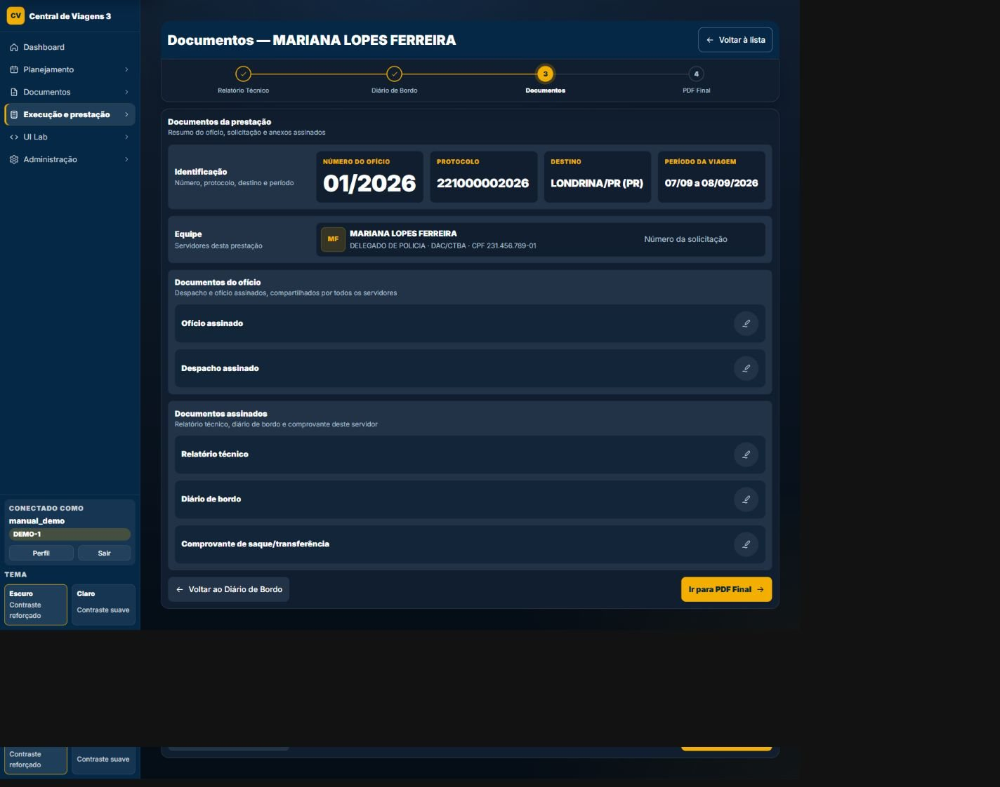 CV Central de Viagens 3
Dashboard
Planejamento
Documentos
Execução e prestação
UI Lab
Administração
CONECTADO COMO
manual_demo
DEMO-1
Perfil Sair
TEMA
Escuro
Contraste
reforçado
Claro
Contraste suave
Documentos — MARIANA LOPES FERREIRA
Voltar à lista
Relatório Técnico
Diário de Bordo
3
Documentos
4
PDF Final
Documentos da prestação
Resumo do ofício, solicitação e anexos assinados
Identificação
Número, protocolo, destino e período
NÚMERO DO OFÍCIO
01/2026
PROTOCOLO
221000002026
DESTINO
LONDRINA/PR (PR)
PERÍODO DA VIAGEM
07/09 a 08/09/2026
Equipe
Servidores desta prestação
MF
MARIANA LOPES FERREIRA
DELEGADO DE POLICIA · DAC/CTBA · CPF 231.456.789-01
Número da solicitação
Documentos do ofício
Despacho e ofício assinados, compartilhados por todos os servidores
Ofício assinado
Despacho assinado
Documentos assinados
Relatório técnico, diário de bordo e comprovante deste servidor
Relatório técnico
Diário de bordo
Comprovante de saque/transferência
Voltar ao Diário de Bordo
Ir para PDF Final
Contraste
reforçado
Contraste suave